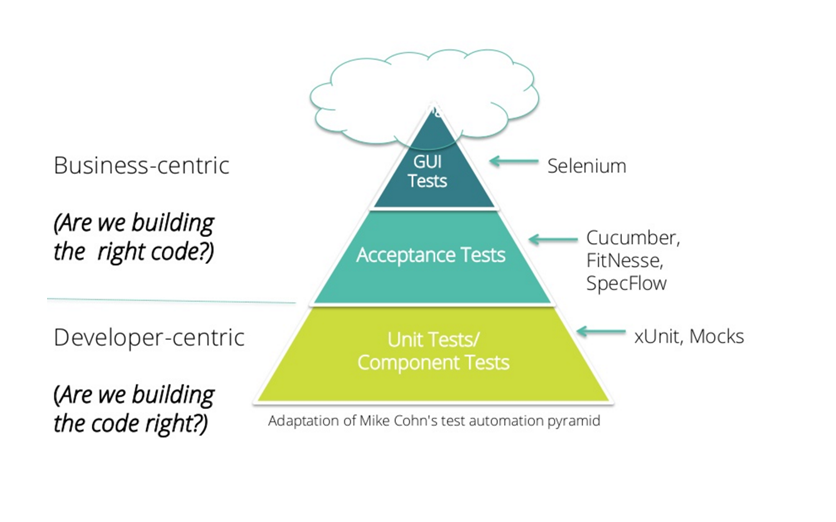 Business-centric
(Are we building
the right code?)
Developer-centric
(Are we building
the code right?)
GUI
Tests
Acceptance Tests
Unit Tests/
Component Tests
Selenium
Cucumber,
FitNesse,
SpecFlow
xUnit, Mocks
Adaptation of Mike Cohn's test automation pyramid